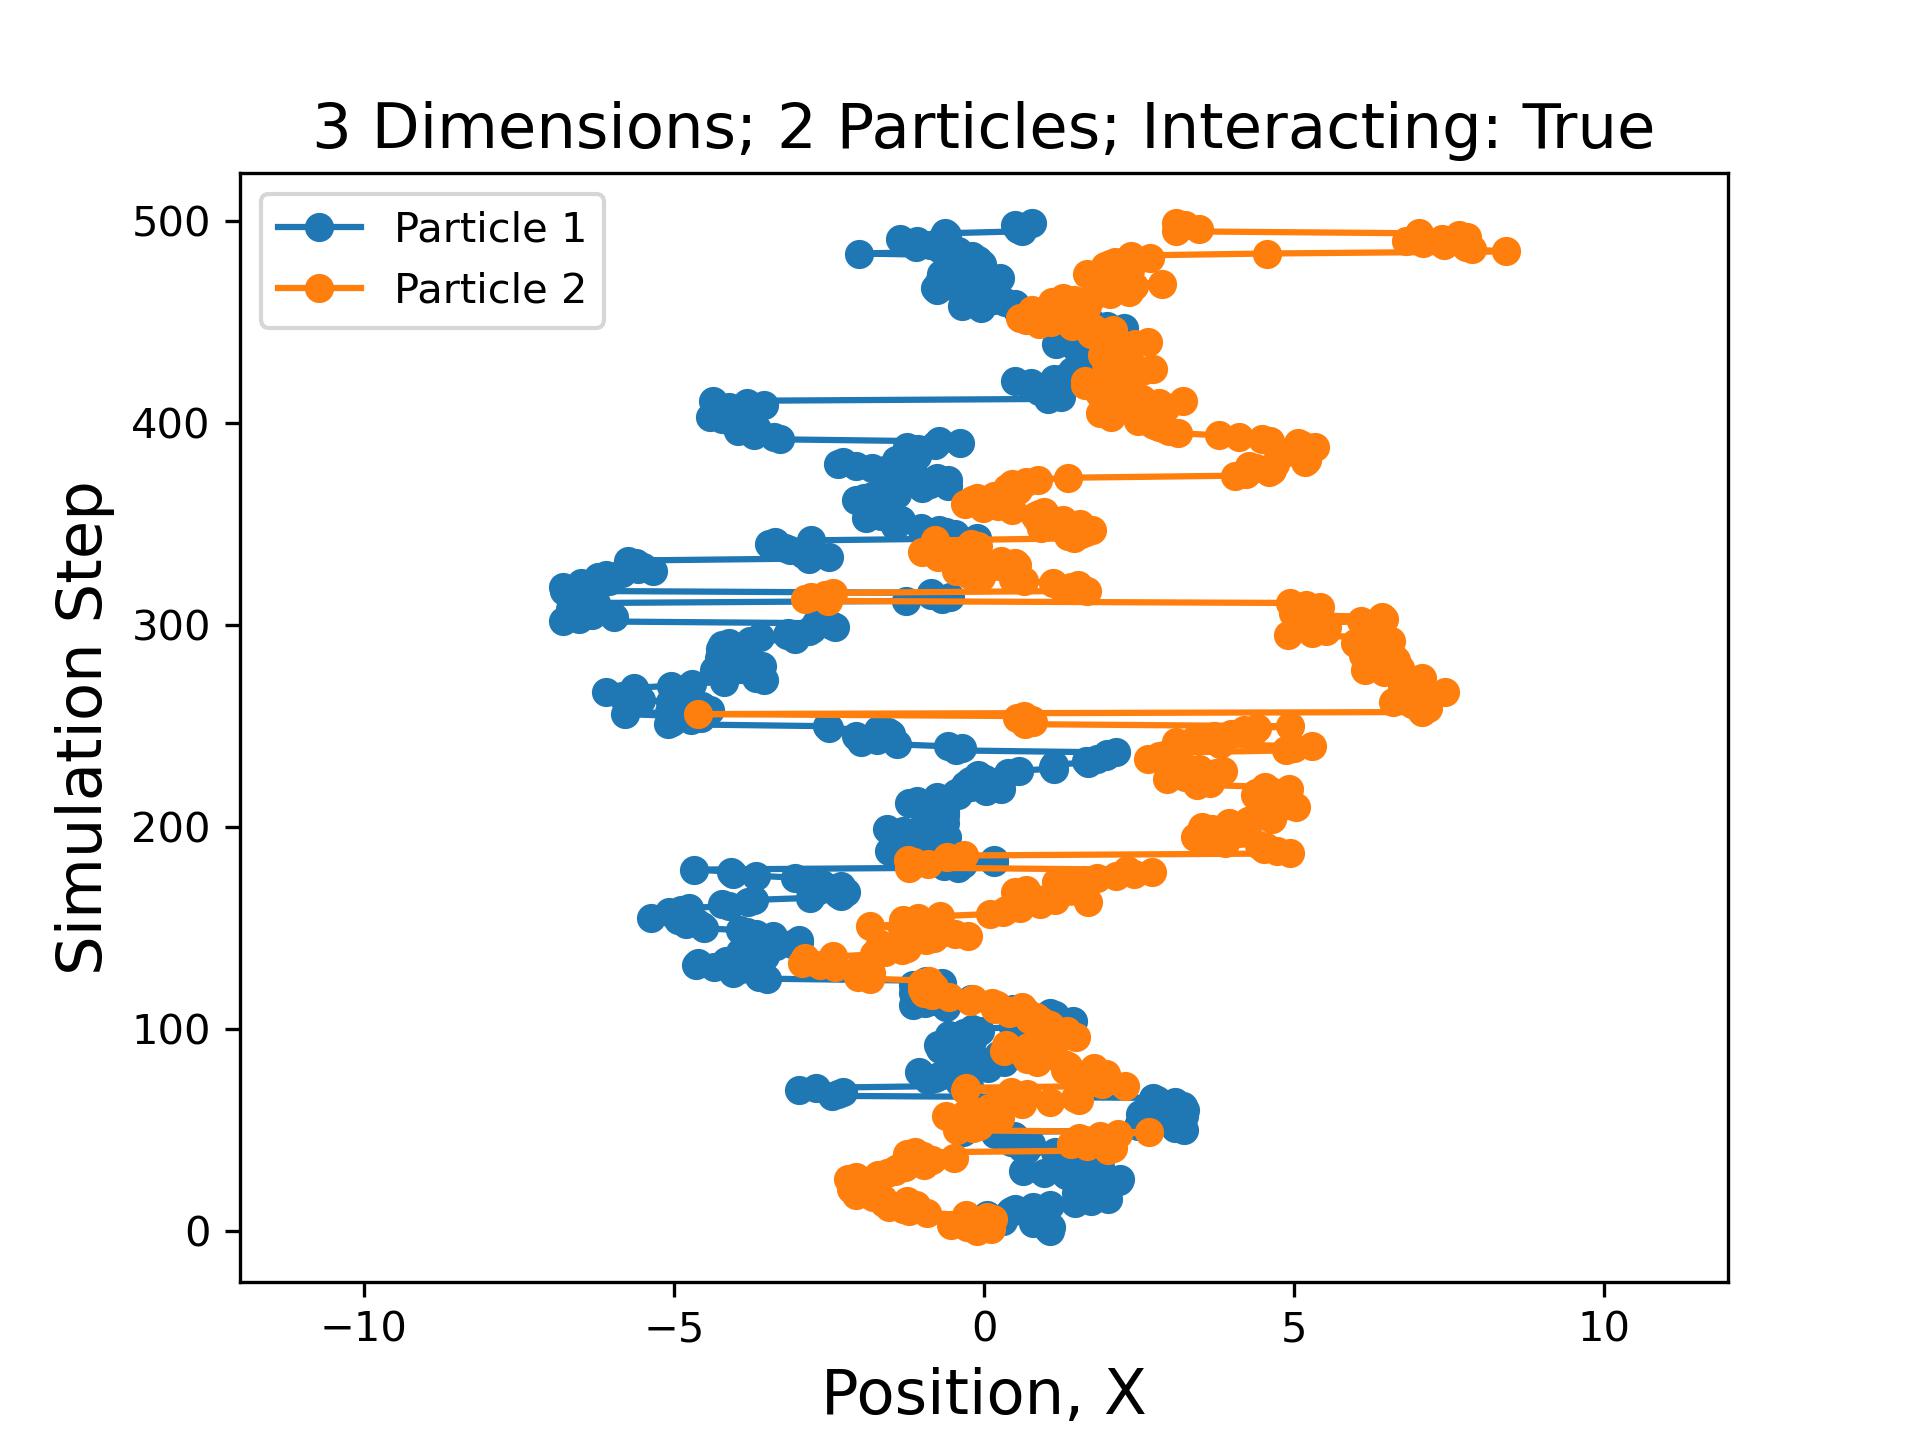 3 Dimensions; 2 Particles; Interacting: True
Particle 1
Particle 2
500
400
300
200
100
0
Simulation Step
−10
−5
0
5
10
Position, X